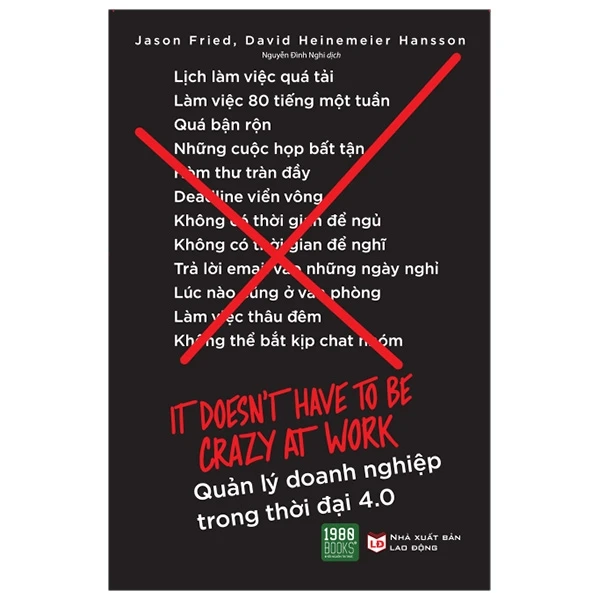 Jason Fried, David Heinemeier Hansson
Nguyễn Đình Nghi dịch
Lịch làm việc quá tải
Làm việc 80 tiếng một tuần
Quá bận rộn
Những cuộc họp bất tận
Hòm thư tràn đầy
Deadline viển vông
Không có thời gian để ngủ
Không có thời gian để nghĩ
Trả lời email vào những ngày nghỉ
Lúc nào cũng ở văn phòng
Làm việc thâu đêm
Không thể bắt kịp chat nhóm
IT DOESN'T HAVE TO BE
CRAZY AT WORK
Quản lý doanh nghiệp
trong thời đại 4.0
1980
BOOKS
LĐ
NHÀ XUẤT BẢN
LAO ĐỘNG